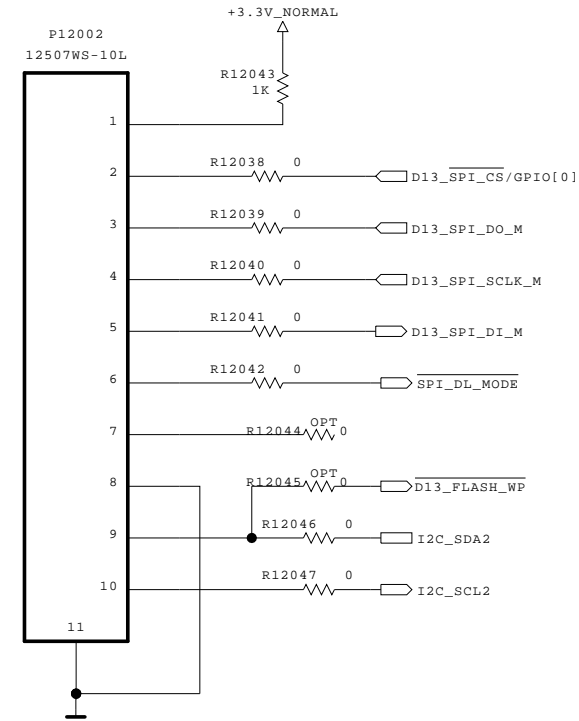 +3.3V_NORMAL
P12002
12507WS-10L
R12043
1K
1
R12038 0
2 D13_SPI_CS/GPIO[0]
R12039 0
3 D13_SPI_DO_M
R12040 0
4 D13_SPI_SCLK_M
R12041 0
5 D13_SPI_DI_M
R12042 0
6 SPI_DL_MODE
OPT
7 R12044 0
OPT
8 R12045 0 D13_FLASH_WP
R12046 0
9 I2C_SDA2
R12047 0
10 I2C_SCL2
11